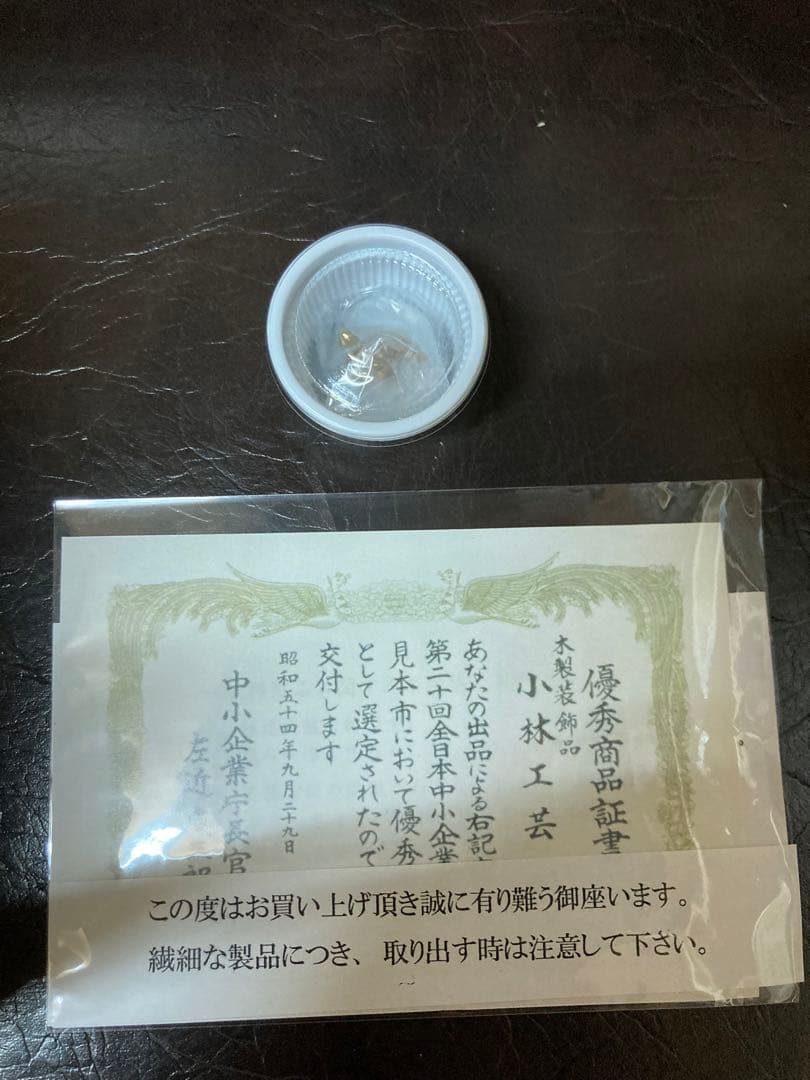 優秀商品証書
木製装飾品
小林工芸
あなたの出品による右記
第二十回全日本中小企業
見本市において優秀
として選定されたので
交付します
昭和五十四年九月二十九日
中小企業庁長官
左近
この度はお買い上げ頂き誠に有り難う御座います。
繊細な製品につき、取り出す時は注意して下さい。